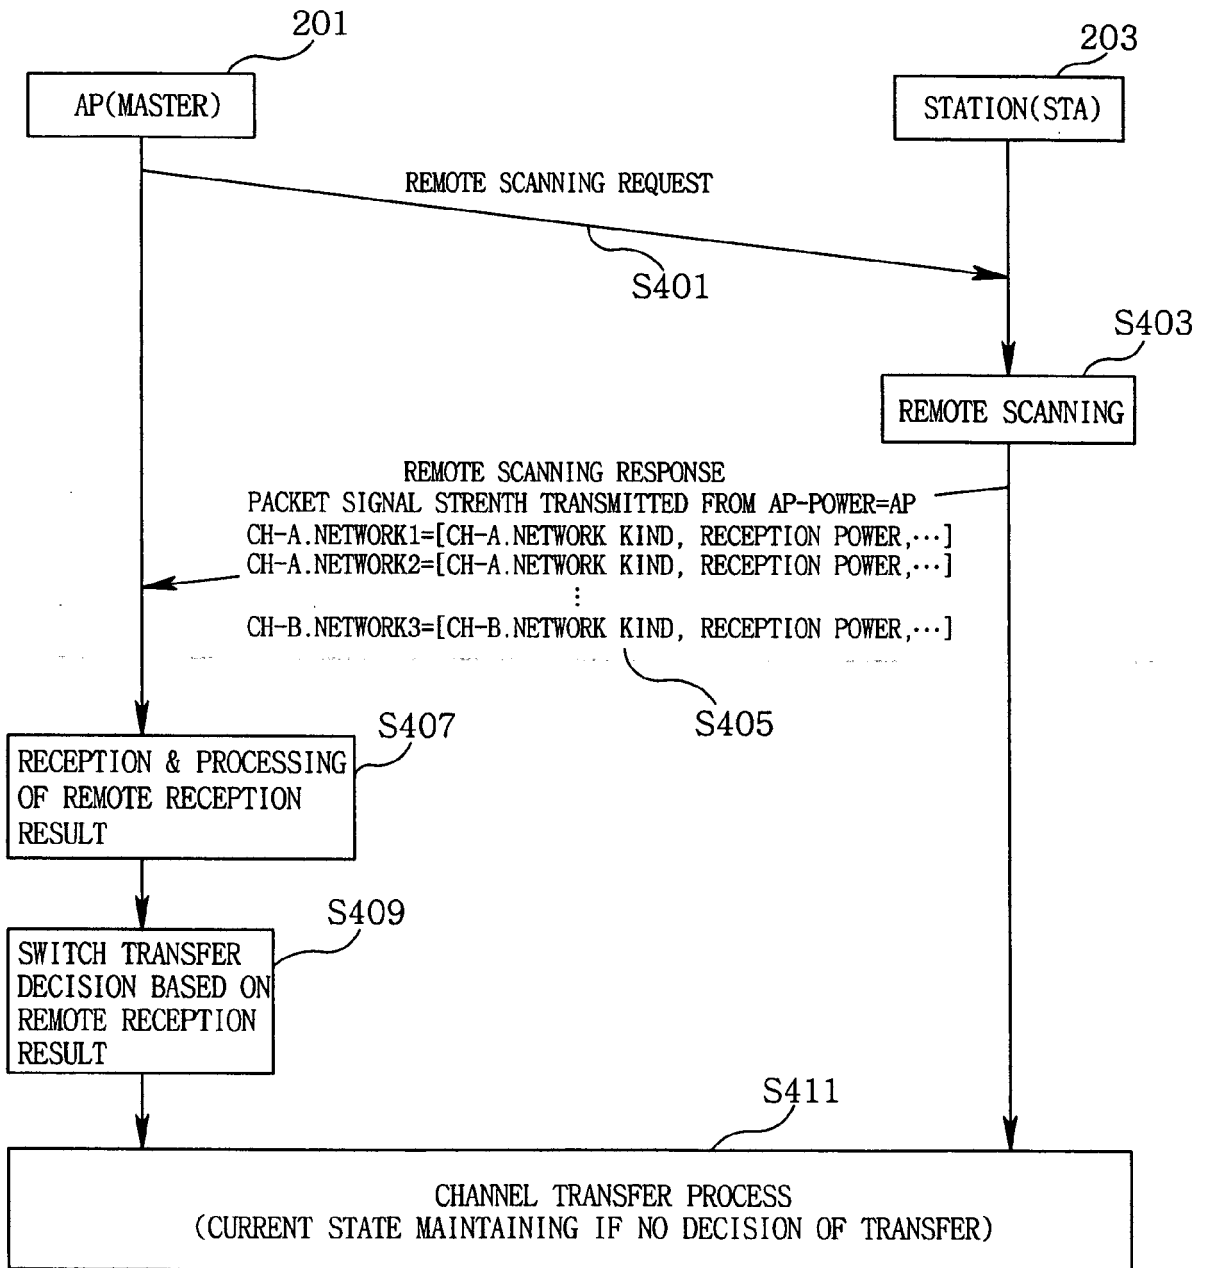 201
203
AP(MASTER)
STATION(STA)
REMOTE SCANNING REQUEST
S401
S403
REMOTE SCANNING
REMOTE SCANNING RESPONSE
PACKET SIGNAL STRENTH TRANSMITTED FROM AP-POWER=AP
CH-A.NETWORK1=[CH-A.NETWORK KIND, RECEPTION POWER,⋯]
CH-A.NETWORK2=[CH-A.NETWORK KIND, RECEPTION POWER,⋯]
⋮
CH-B.NETWORK3=[CH-B.NETWORK KIND, RECEPTION POWER,⋯]
S405
S407
RECEPTION & PROCESSING
OF REMOTE RECEPTION
RESULT
S409
SWITCH TRANSFER
DECISION BASED ON
REMOTE RECEPTION
RESULT
S411
CHANNEL TRANSFER PROCESS
(CURRENT STATE MAINTAINING IF NO DECISION OF TRANSFER)